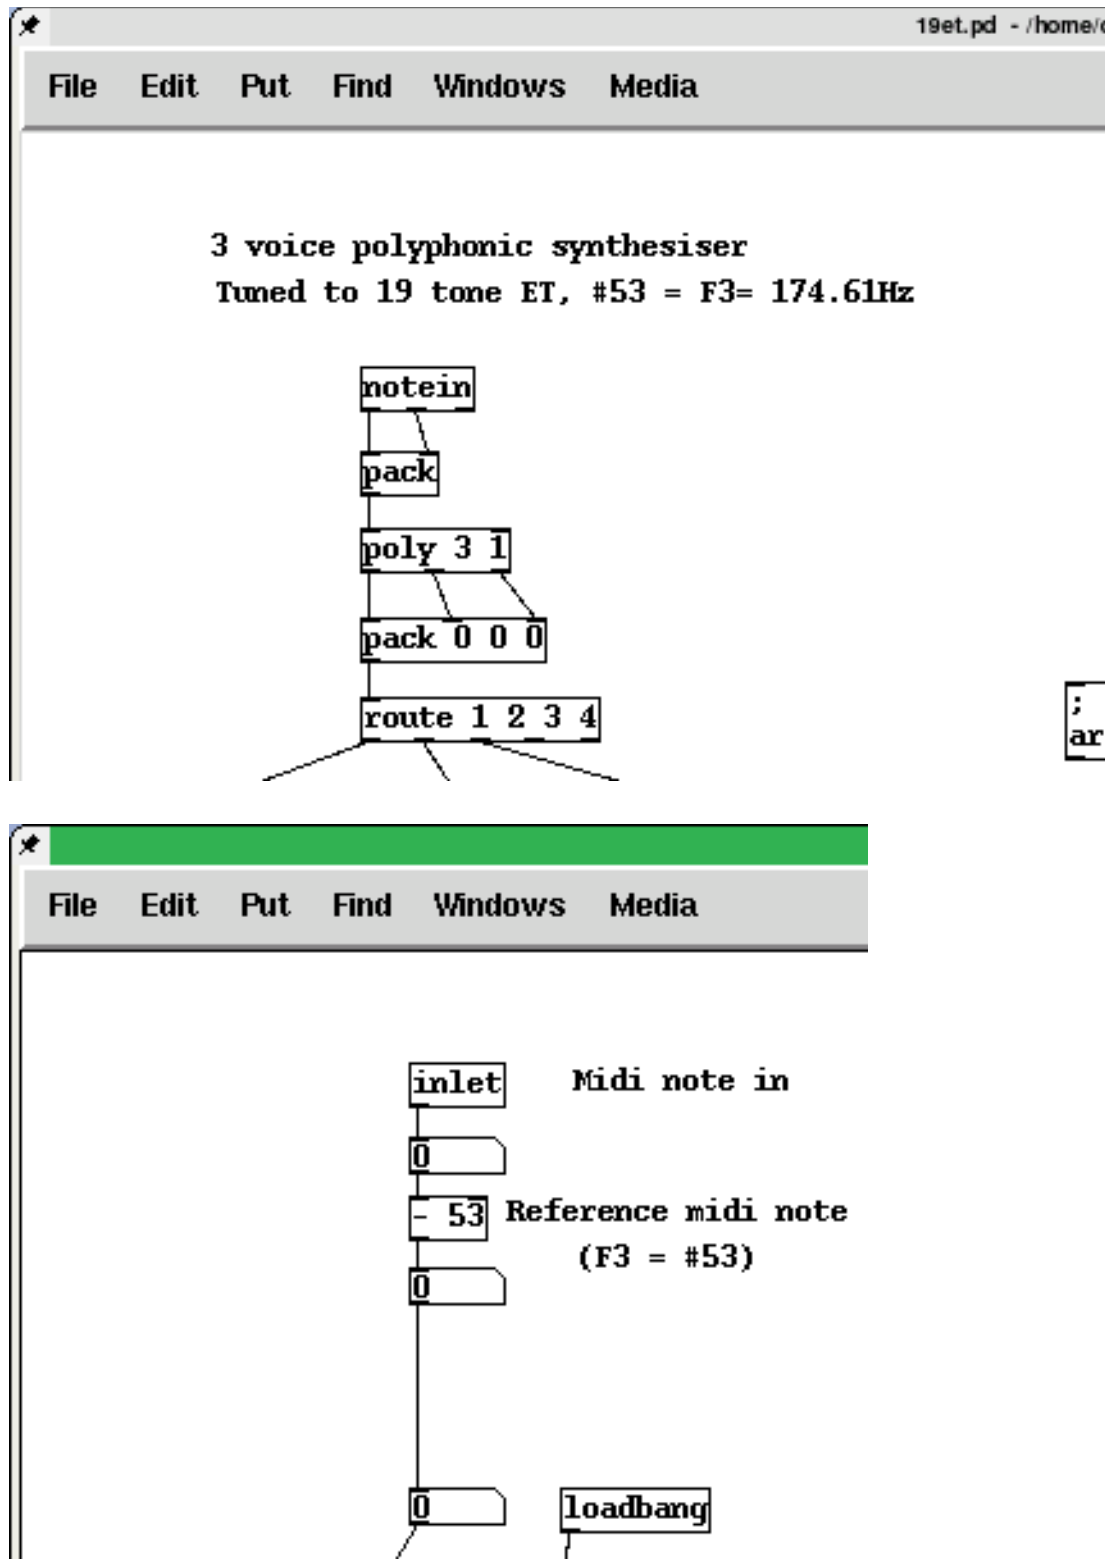 19et.pd - /home/
File Edit Put Find Windows Media
3 voice polyphonic synthesiser
Tuned to 19 tone ET, #53 = F3= 174.61Hz
notein
pack
poly 3 1
pack 0 0 0
route 1 2 3 4
;
ar
File Edit Put Find Windows Media
inlet Midi note in
0
- 53 Reference midi note
(F3 = #53)
0
0 loadbang